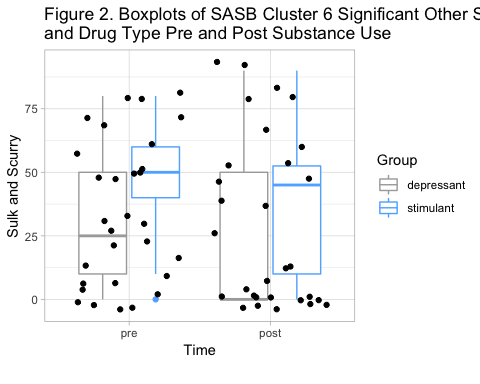 Figure 2. Boxplots of SASB Cluster 6 Significant Other S
and Drug Type Pre and Post Substance Use
75
50
25
0
Sulk and Scurry
pre
post
Time
Group
depressant
stimulant